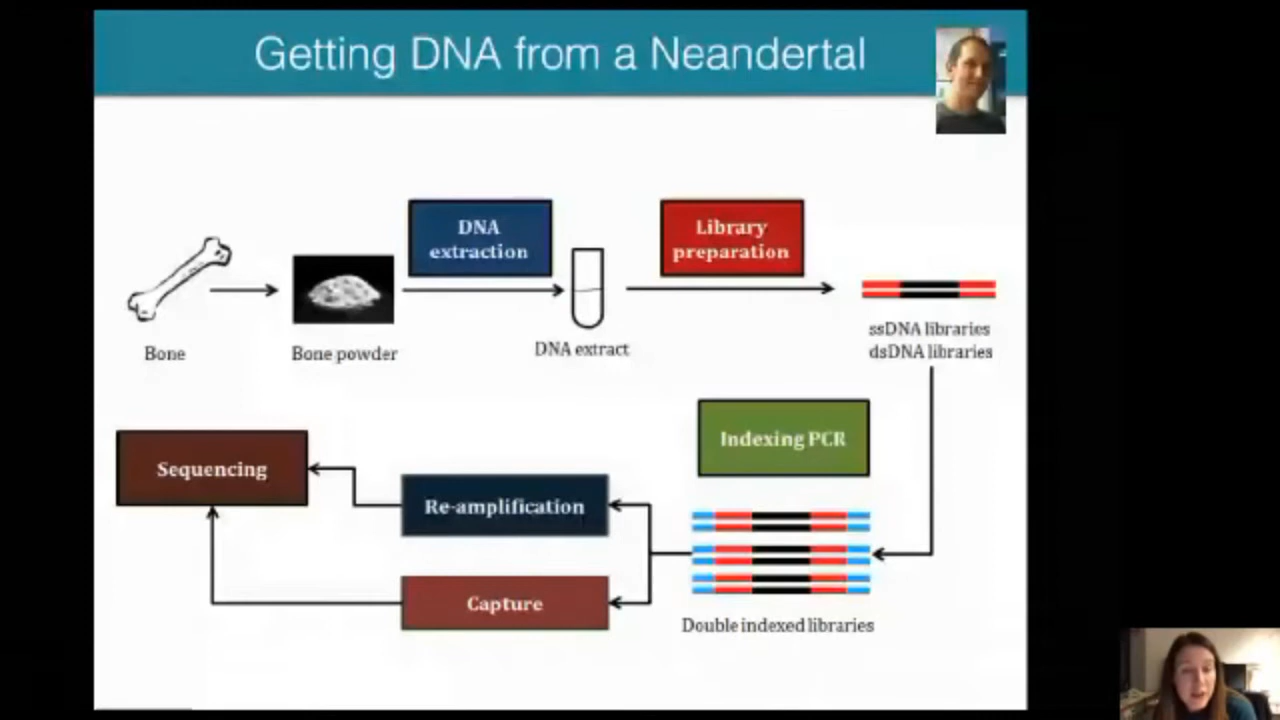 Getting DNA from a Neandertal
DNA
extraction
Library
preparation
Bone
Bone powder
DNA extract
ssDNA libraries
dsDNA libraries
Indexing PCR
Sequencing
Re-amplification
Capture
Double indexed libraries